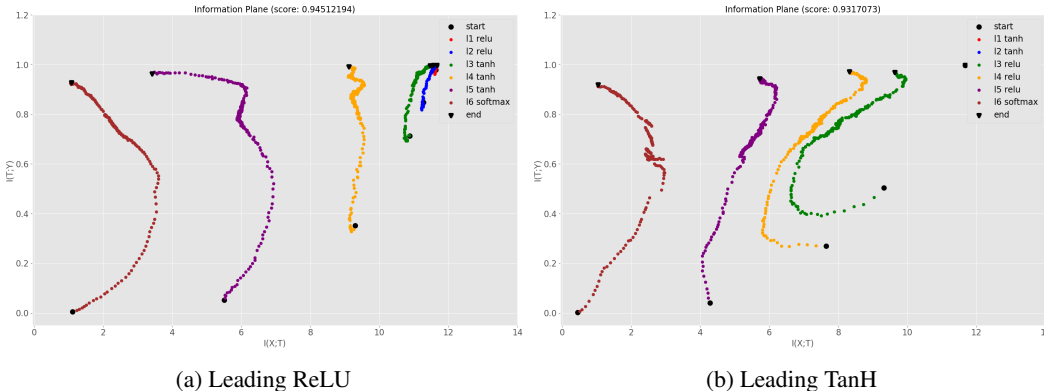 Information Plane (score: 0.94512194)
1.2
1.0
0.8
0.6
0.4
0.2
0.0
I(T;Y)
0 2 4 6 8 10 12 14
I(X;T)
start
l1 relu
l2 relu
l3 tanh
l4 tanh
l5 tanh
l6 softmax
end
(a) Leading ReLU
Information Plane (score: 0.9317073)
1.2
1.0
0.8
0.6
0.4
0.2
0.0
I(T;Y)
0 2 4 6 8 10 12 14
I(X;T)
start
l1 tanh
l2 tanh
l3 relu
l4 relu
l5 relu
l6 softmax
end
(b) Leading TanH